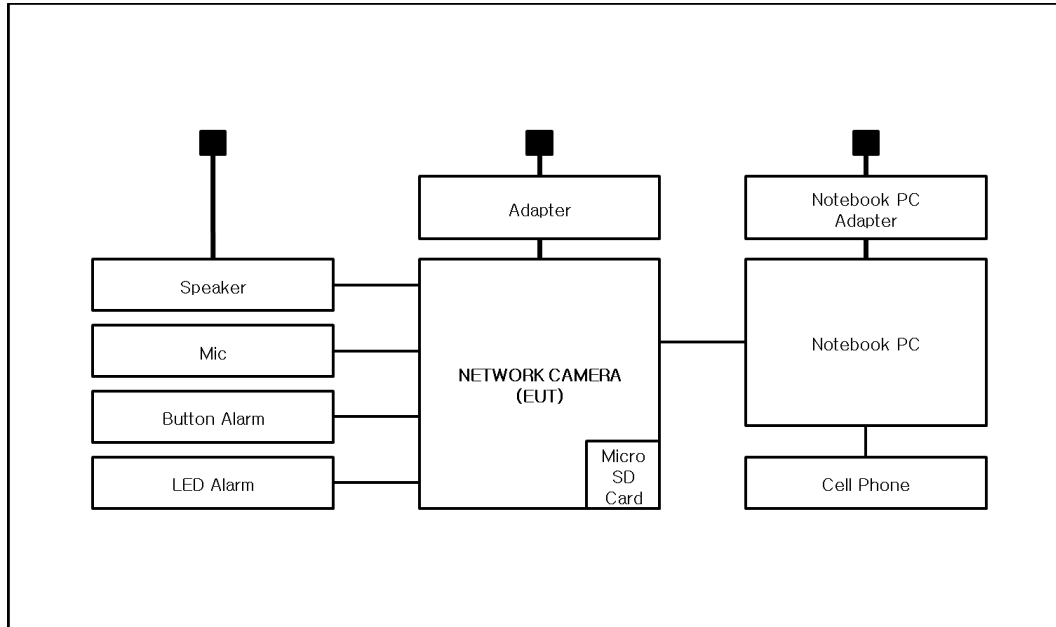 Adapter
Notebook PC
Adapter
Speaker
Mic
Button Alarm
LED Alarm
NETWORK CAMERA
(EUT)
Micro
SD
Card
Notebook PC
Cell Phone